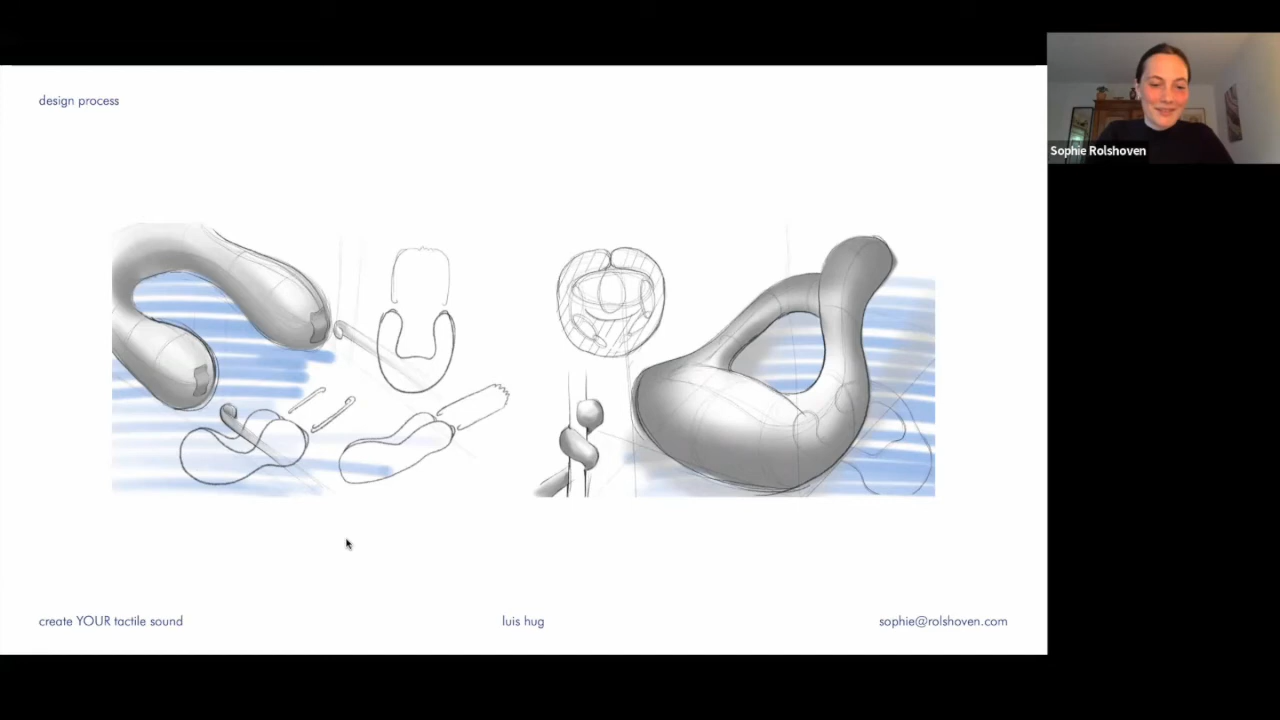 design process
Sophie Rolshoven
create YOUR tactile sound
luis hug
sophie@rolshoven.com